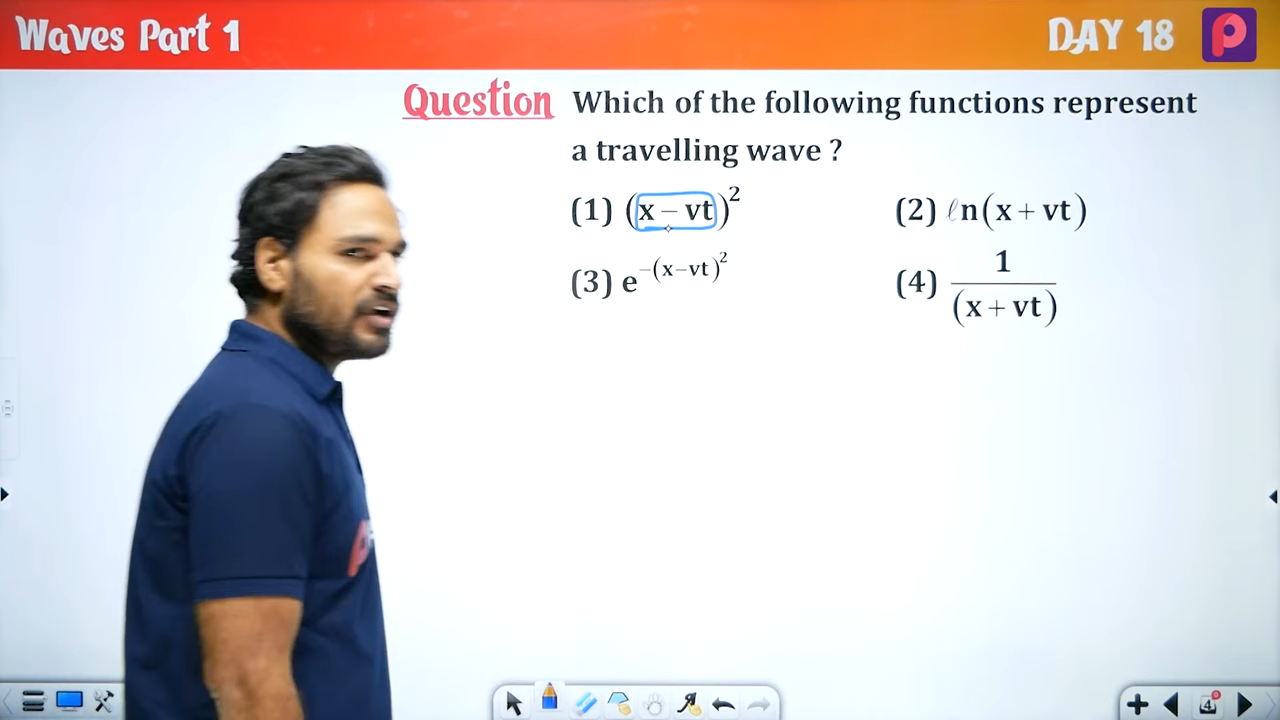 Waves Part 1
DAY 18
Question Which of the following functions represent
a travelling wave ?
(1) (x – vt)² (2) ℓn(x + vt)
(3) e^{-(x–vt)²} (4) 1/(x + vt)
4